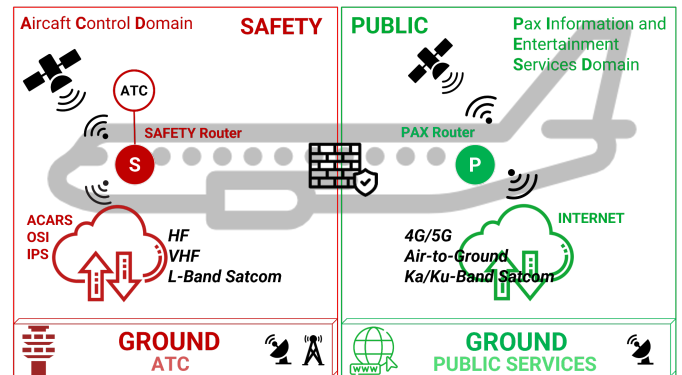 Aircaft Control Domain
SAFETY
ATC
SAFETY Router
S
ACARS
OSI
IPS
HF
VHF
L-Band Satcom
GROUND
ATC
PUBLIC
Pax Information and
Entertainment
Services Domain
PAX Router
P
INTERNET
4G/5G
Air-to-Ground
Ka/Ku-Band Satcom
GROUND
PUBLIC SERVICES
WWW